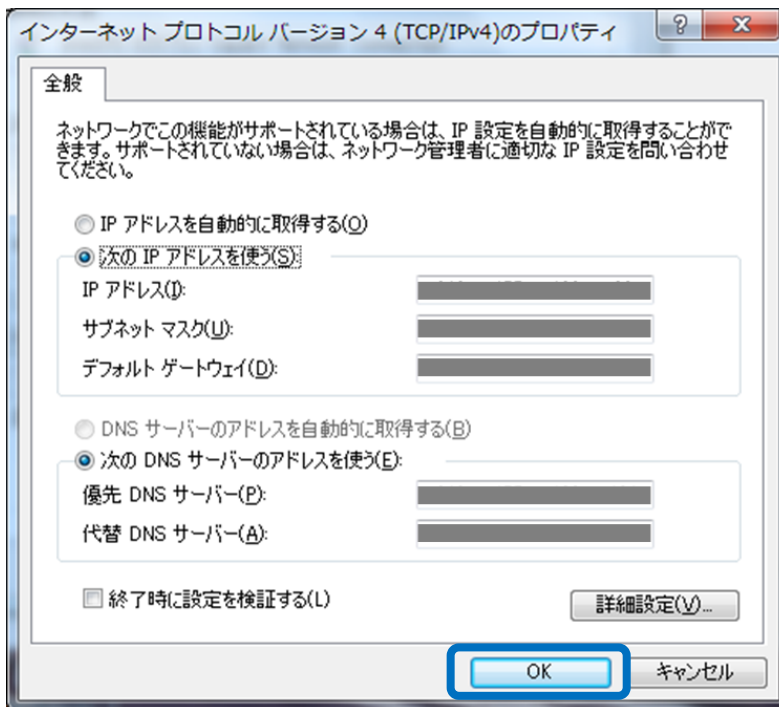 インターネット プロトコル バージョン 4 (TCP/IPv4)のプロパティ
全般
ネットワークでこの機能がサポートされている場合は、IP 設定を自動的に取得することがで
きます。サポートされていない場合は、ネットワーク管理者に適切な IP 設定を問い合わせ
てください。
IP アドレスを自動的に取得する(O)
次の IP アドレスを使う(S):
IP アドレス(I):
サブネット マスク(U):
デフォルト ゲートウェイ(D):
DNS サーバーのアドレスを自動的に取得する(B)
次の DNS サーバーのアドレスを使う(E):
優先 DNS サーバー(P):
代替 DNS サーバー(A):
終了時に設定を検証する(L)
詳細設定(V)...
OK キャンセル